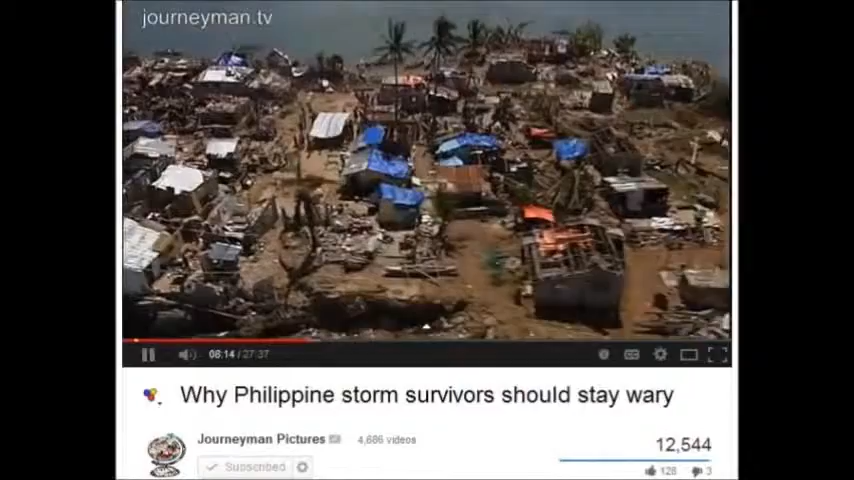 journeyman.tv
08:14 / 27:37
Why Philippine storm survivors should stay wary
Journeyman Pictures
4,686 videos
Subscribed
12,544
128
3